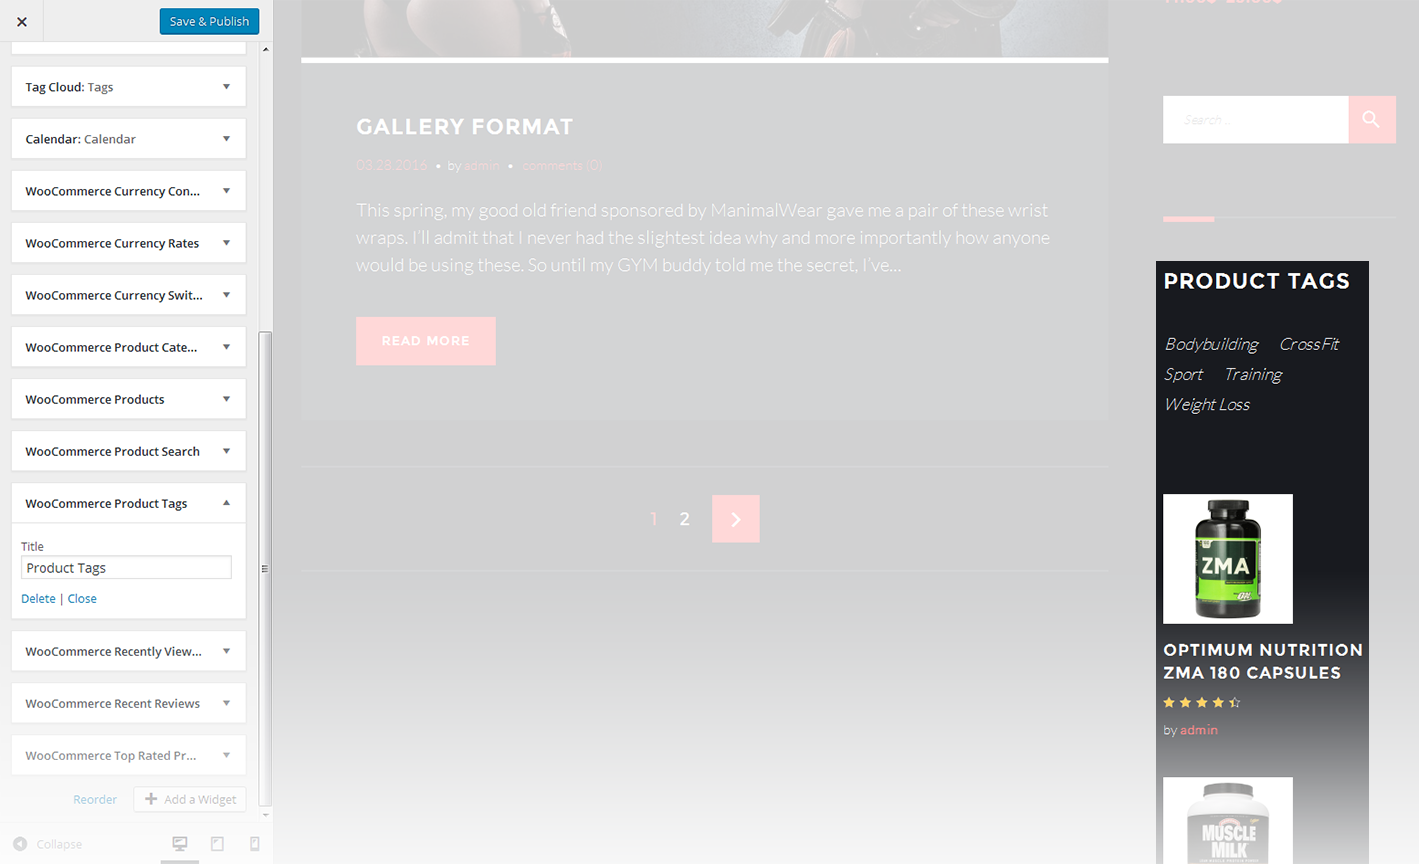 Save & Publish
Tag Cloud: Tags
Calendar: Calendar
WooCommerce Currency Con...
WooCommerce Currency Rates
WooCommerce Currency Swit...
WooCommerce Product Cate...
WooCommerce Products
WooCommerce Product Search
WooCommerce Product Tags
Title
Product Tags
Delete | Close
WooCommerce Recently View...
WooCommerce Recent Reviews
WooCommerce Top Rated Pr...
Reorder
Add a Widget
Collapse
GALLERY FORMAT
03.28.2016 • by admin • comments (0)
This spring, my good old friend sponsored by ManimalWear gave me a pair of these wrist
wraps. I'll admit that I never had the slightest idea why and more importantly how anyone
would be using these. So until my GYM buddy told me the secret, I've...
READ MORE
1 2
Search ...
PRODUCT TAGS
Bodybuilding CrossFit
Sport Training
Weight Loss
ZMA
ON
OPTIMUM NUTRITION
ZMA 180 CAPSULES
by admin
MUSCLE
MILK